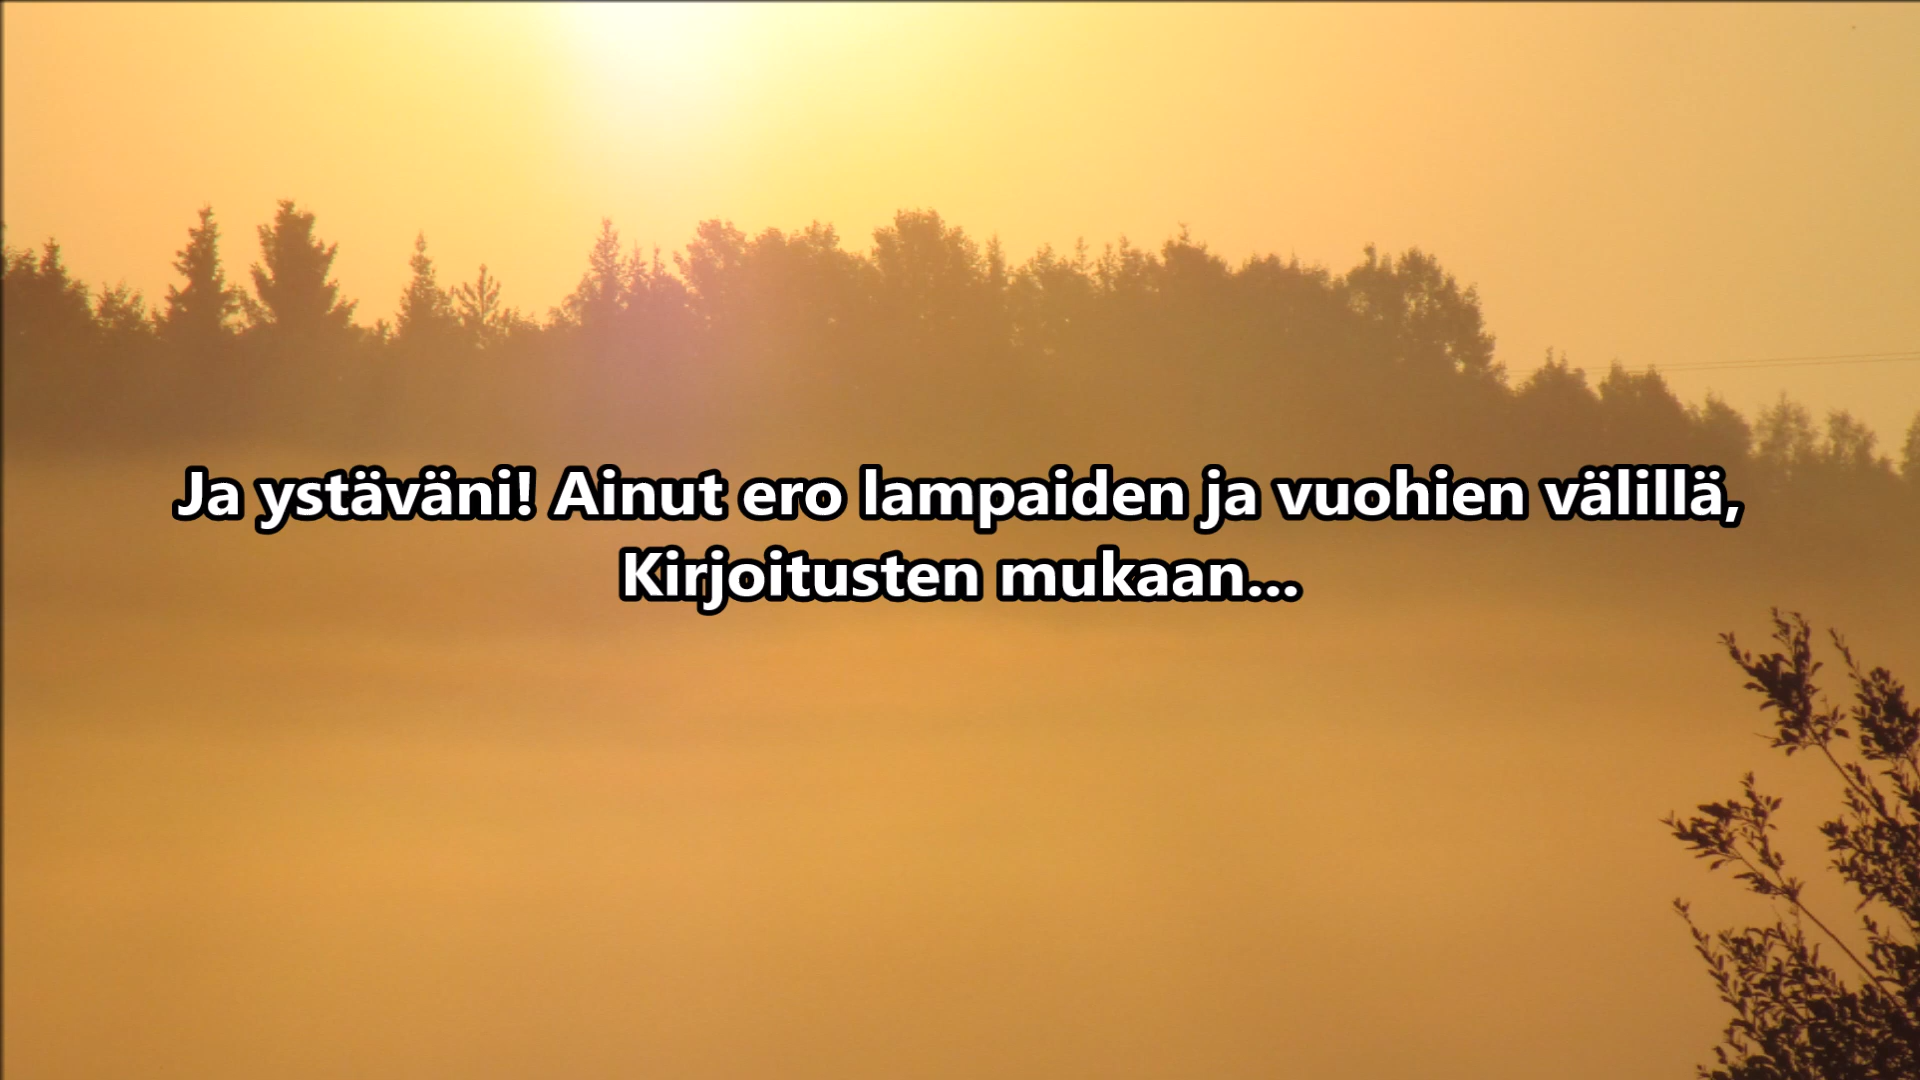 Ja ystäväni! Ainut ero lampaiden ja vuohien välillä,
Kirjoitusten mukaan...